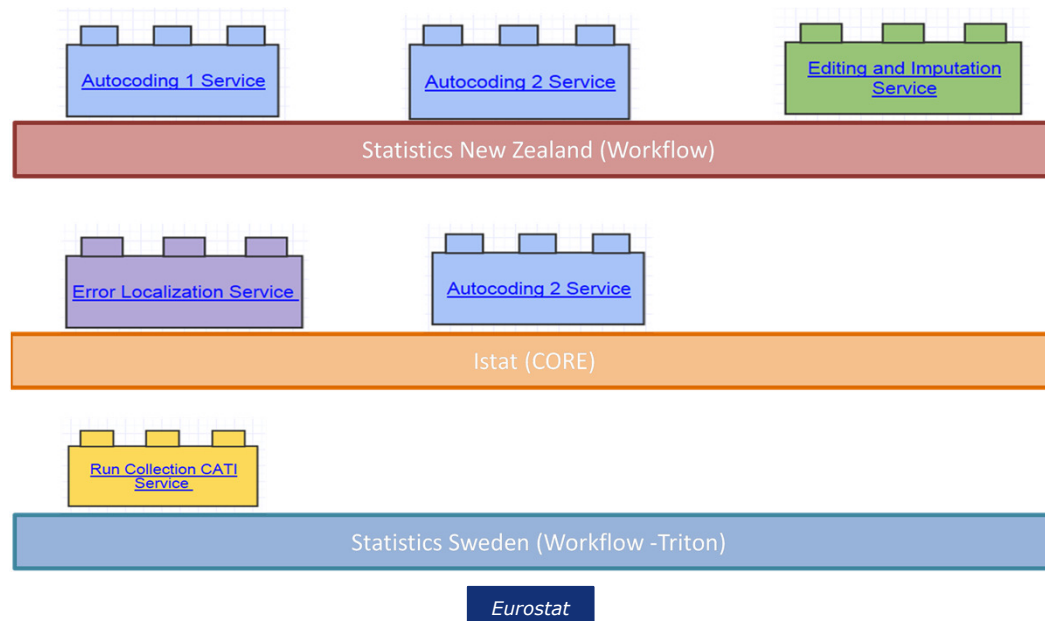 Autocoding 1 Service
Autocoding 2 Service
Editing and Imputation
Service
Statistics New Zealand (Workflow)
Error Localization Service
Autocoding 2 Service
Istat (CORE)
Run Collection CATI
Service
Statistics Sweden (Workflow -Triton)
Eurostat